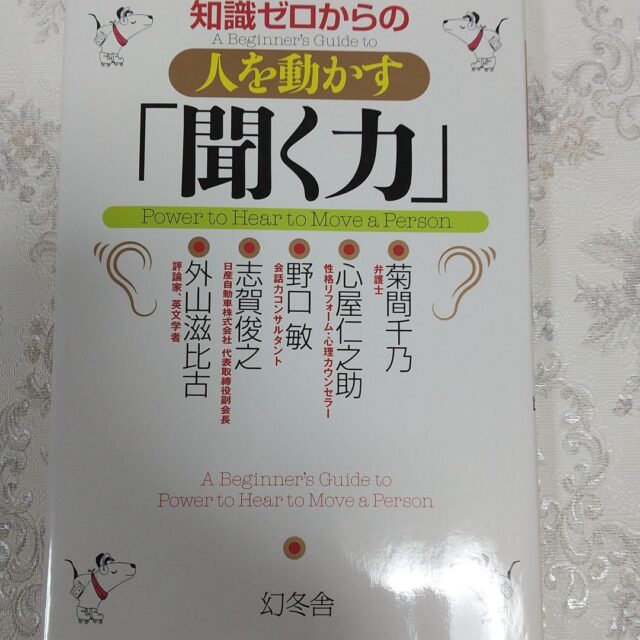 知識ゼロからの
A Beginner's Guide to
人を動かす
「聞く力」
Power to Hear to Move a Person
菊間千乃
弁護士
心屋仁之助
性格リフォーム・心理カウンセラー
野口 敏
会話力コンサルタント
志賀俊之
日産自動車株式会社 代表取締役副会長
外山滋比古
評論家 英文学者
A Beginner's Guide to
Power to Hear to Move a Person
幻冬舎